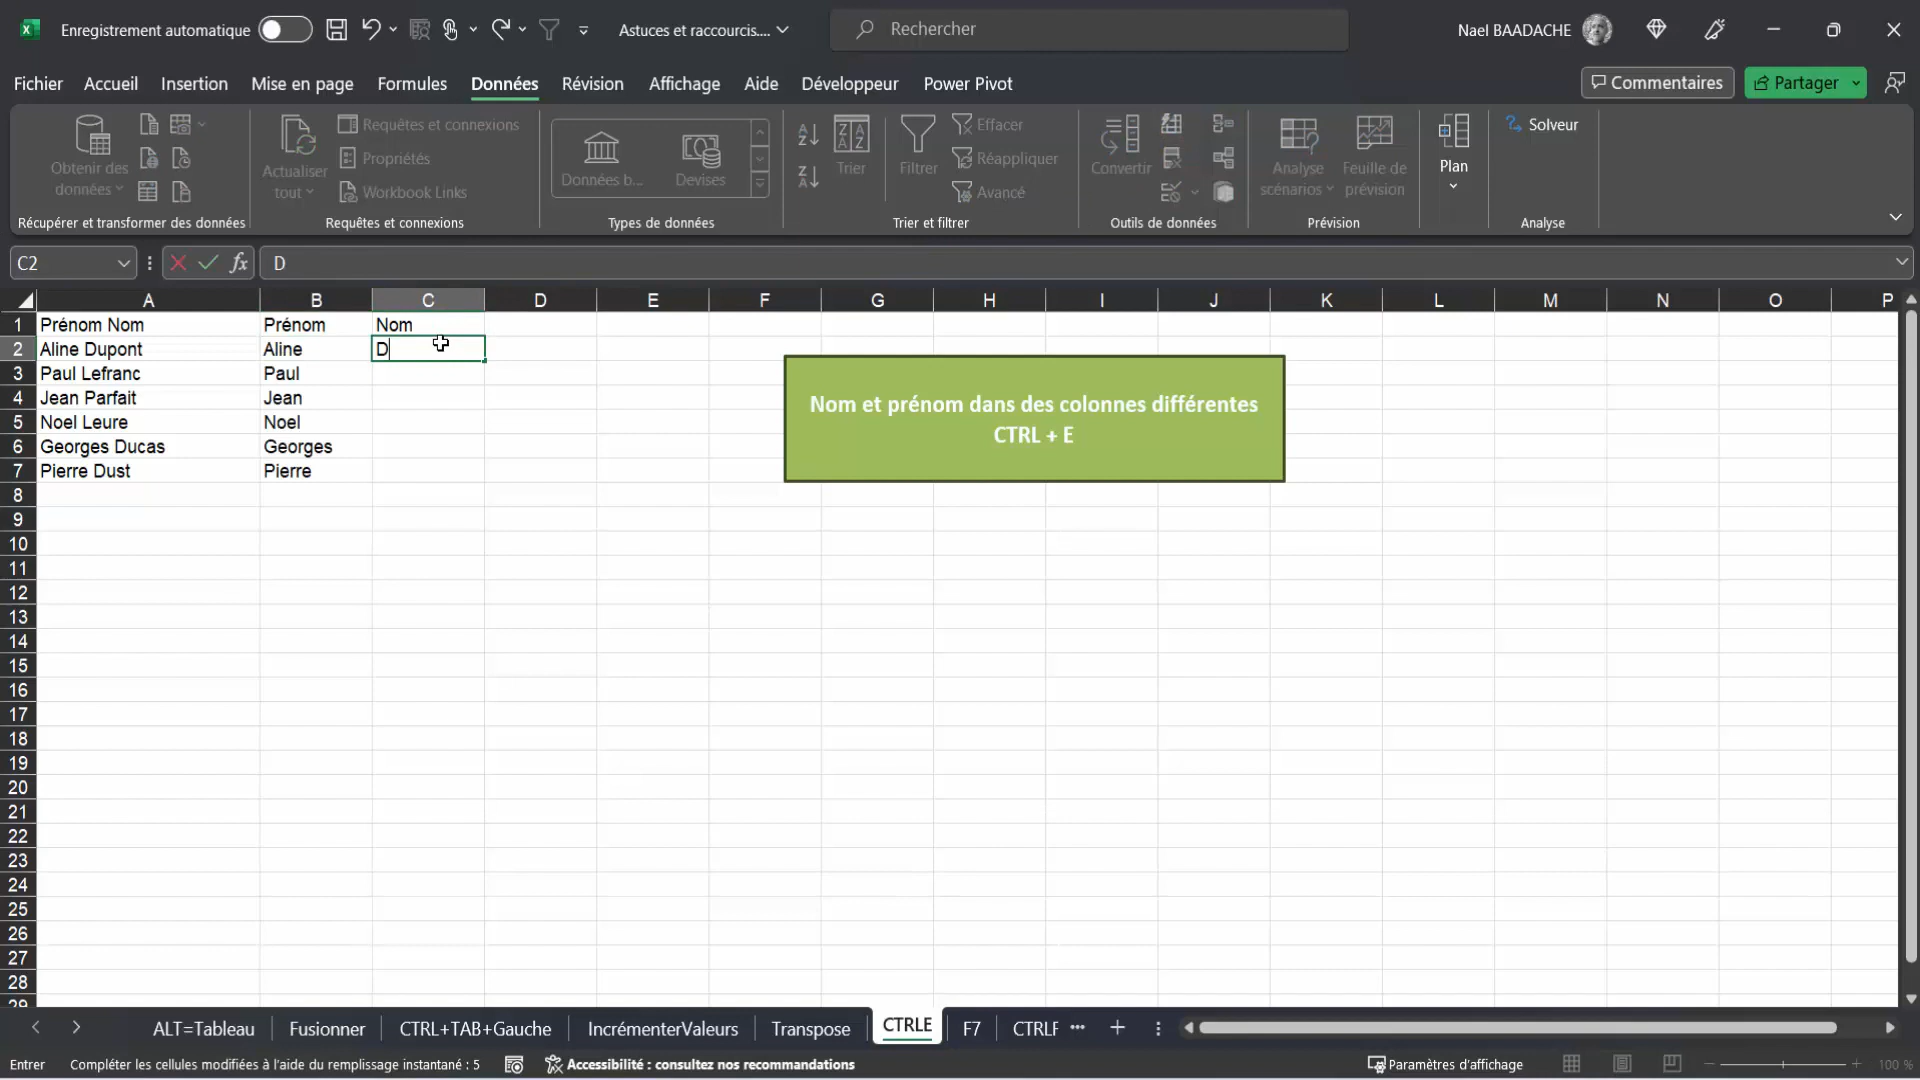 Enregistrement automatique
Astuces et raccourcis....
Rechercher
Nael BAADACHE
Fichier Accueil Insertion Mise en page Formules Données Révision Affichage Aide Développeur Power Pivot
Commentaires
Partager
Obtenir des
données
Récupérer et transformer des données
Actualiser
tout
Requêtes et connexions
Propriétés
Workbook Links
Requêtes et connexions
Données b...
Devises
Types de données
Trier
Filtrer
Effacer
Réappliquer
Avancé
Trier et filtrer
Convertir
Outils de données
Analyse
scénarios
Feuille de
prévision
Prévision
Plan
Solveur
Analyse
C2
fx
D
A B C D E F G H I J K L M N O P
1 Prénom Nom Prénom Nom
2 Aline Dupont Aline D
3 Paul Lefranc Paul
4 Jean Parfait Jean
5 Noel Leure Noel
6 Georges Ducas Georges
7 Pierre Dust Pierre
8
9
10
11
12
13
14
15
16
17
18
19
20
21
22
23
24
25
26
27
28
29
Nom et prénom dans des colonnes différentes
CTRL + E
ALT=Tableau Fusionner CTRL+TAB+Gauche IncrémenterValeurs Transpose CTRLE F7 CTRLF
Entrer Compléter les cellules modifiées à l'aide du remplissage instantané : 5 Accessibilité : consultez nos recommandations Paramètres d'affichage 100 %